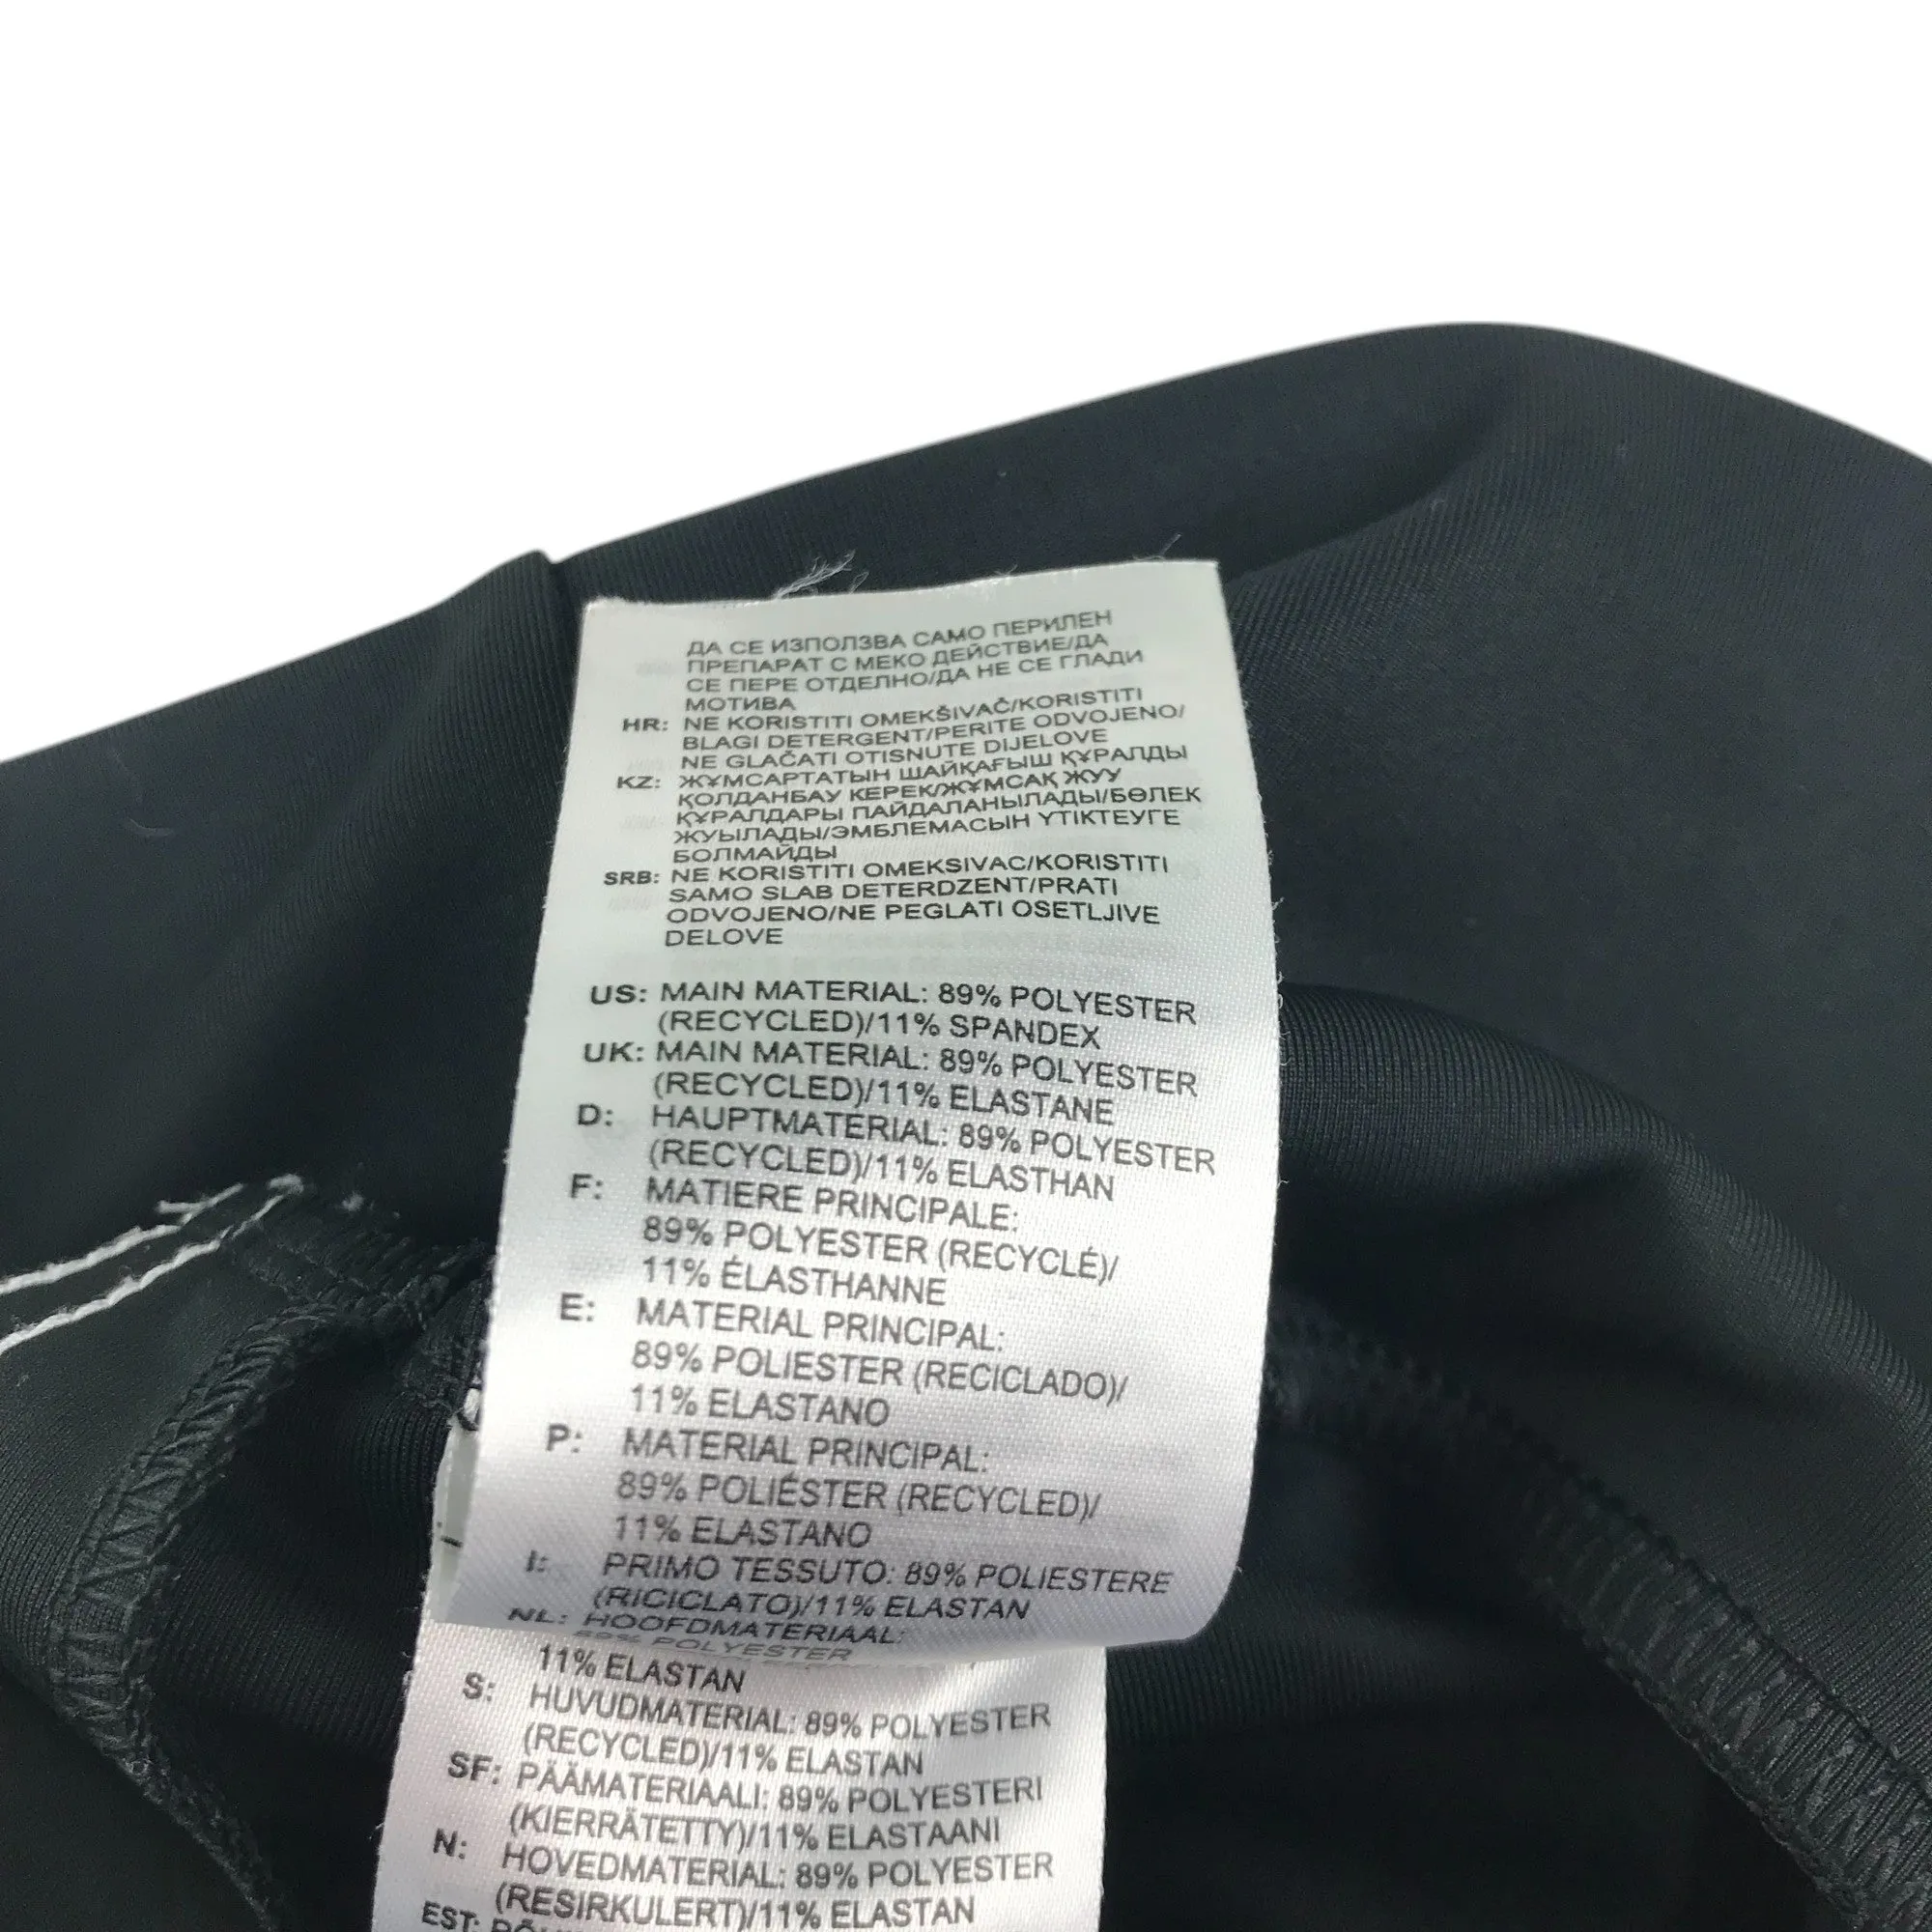 ДА СЕ ИЗПОЛЗВА САМО ПЕРИЛЕН
ПРЕПАРАТ С МЕКО ДЕЙСТВИЕ/ДА
СЕ ПЕРЕ ОТДЕЛНО/ДА НЕ СЕ ГЛАДИ
МОТИВА
HR: NE KORISTITI OMEKŠIVAČ/KORISTITI
BLAGI DETERGENT/PERITE ODVOJENO/
NE GLAČATI OTISNUTE DIJELOVE
KZ: ЖҰМСАРТАТЫН ШАЙҚАҒЫШ ҚҰРАЛДЫ
ҚОЛДАНБАУ КЕРЕК/ЖҰМСАҚ ЖУУ
ҚҰРАЛДАРЫ ПАЙДАЛАНЫЛАДЫ/БӨЛЕК
ЖУЫЛАДЫ/ЭМБЛЕМАСЫН ҮТІКТЕУГЕ
БОЛМАЙДЫ
SRB: NE KORISTITI OMEKSIVAC/KORISTITI
SAMO SLAB DETERDZENT/PRATI
ODVOJENO/NE PEGLATI OSETLJIVE
DELOVE
US: MAIN MATERIAL: 89% POLYESTER
(RECYCLED)/11% SPANDEX
UK: MAIN MATERIAL: 89% POLYESTER
(RECYCLED)/11% ELASTANE
D: HAUPTMATERIAL: 89% POLYESTER
(RECYCLED)/11% ELASTHAN
F: MATIERE PRINCIPALE:
89% POLYESTER (RECYCLÉ)/
11% ÉLASTHANNE
E: MATERIAL PRINCIPAL:
89% POLIESTER (RECICLADO)/
11% ELASTANO
P: MATERIAL PRINCIPAL:
89% POLIÉSTER (RECYCLED)/
11% ELASTANO
I: PRIMO TESSUTO: 89% POLIESTERE
(RICICLATO)/11% ELASTAN
NL: HOOFDMATERIAAL:
89% POLYESTER
11% ELASTAN
S: HUVUDMATERIAL: 89% POLYESTER
(RECYCLED)/11% ELASTAN
SF: PÄÄMATERIAALI: 89% POLYESTERI
(KIERRÄTETTY)/11% ELASTAANI
N: HOVEDMATERIAL: 89% POLYESTER
(RESIRKULERT)/11% ELASTAN
EST: